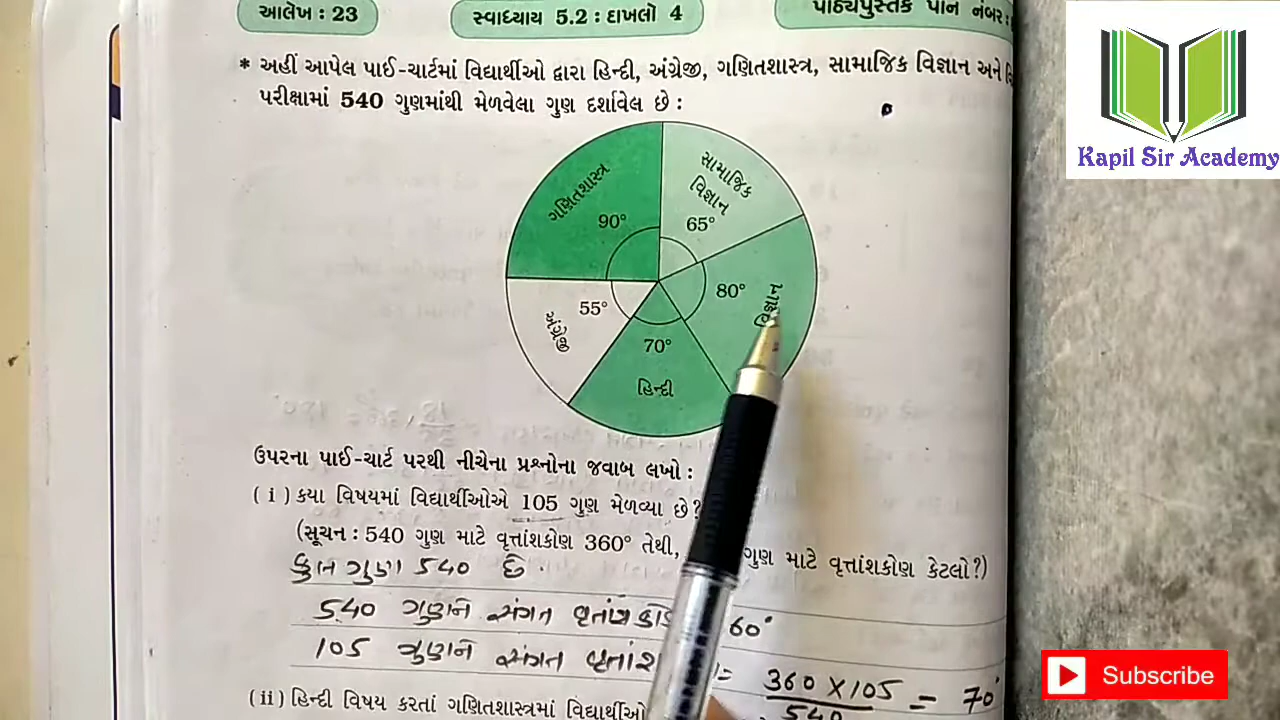 આલેખ : 23
સ્વાધ્યાય 5.2 : દાખલો 4
પાઠ્યપુસ્તક પાન નંબર :
* અહીં આપેલ પાઈ-ચાર્ટમાં વિદ્યાર્થીઓ દ્વારા હિન્દી, અંગ્રેજી, ગણિતશાસ્ત્ર, સામાજિક વિજ્ઞાન અને
પરીક્ષામાં 540 ગુણમાંથી મેળવેલા ગુણ દર્શાવેલ છે :
ગણિતશાસ્ત્ર
90°
સામાજિક
વિજ્ઞાન
65°
80°
વિજ્ઞાન
55°
અંગ્રેજી
70°
હિન્દી
ઉપરના પાઈ-ચાર્ટ પરથી નીચેના પ્રશ્નોના જવાબ લખો :
( i ) કયા વિષયમાં વિદ્યાર્થીઓએ 105 ગુણ મેળવ્યા છે?
(સૂચન : 540 ગુણ માટે વૃત્તાંશકોણ 360° તેથી, ગુણ માટે વૃત્તાંશકોણ કેટલો?)
કુલ ગુણ ૫૪૦ છે.
540 ગુણને સંગત વૃતાંશકો 60°
105 ગુણને સંગત વૃતાંશ = 360 X 105 / 540 = 70°
(ii) હિન્દી વિષય કરતાં ગણિતશાસ્ત્રમાં વિદ્યાર્થીઓ
Kapil Sir Academy
Subscribe